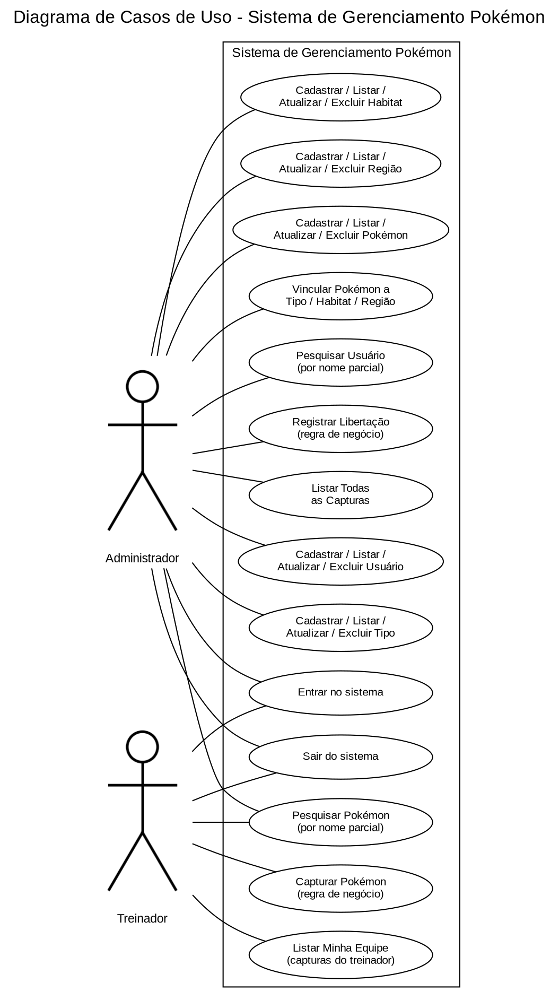 Diagrama de Casos de Uso - Sistema de Gerenciamento Pokémon
Sistema de Gerenciamento Pokémon
Cadastrar / Listar /
Atualizar / Excluir Habitat
Cadastrar / Listar /
Atualizar / Excluir Região
Cadastrar / Listar /
Atualizar / Excluir Pokémon
Vincular Pokémon a
Tipo / Habitat / Região
Pesquisar Usuário
(por nome parcial)
Registrar Libertação
(regra de negócio)
Listar Todas
as Capturas
Cadastrar / Listar /
Atualizar / Excluir Usuário
Administrador
Cadastrar / Listar /
Atualizar / Excluir Tipo
Entrar no sistema
Sair do sistema
Pesquisar Pokémon
(por nome parcial)
Capturar Pokémon
(regra de negócio)
Treinador
Listar Minha Equipe
(capturas do treinador)